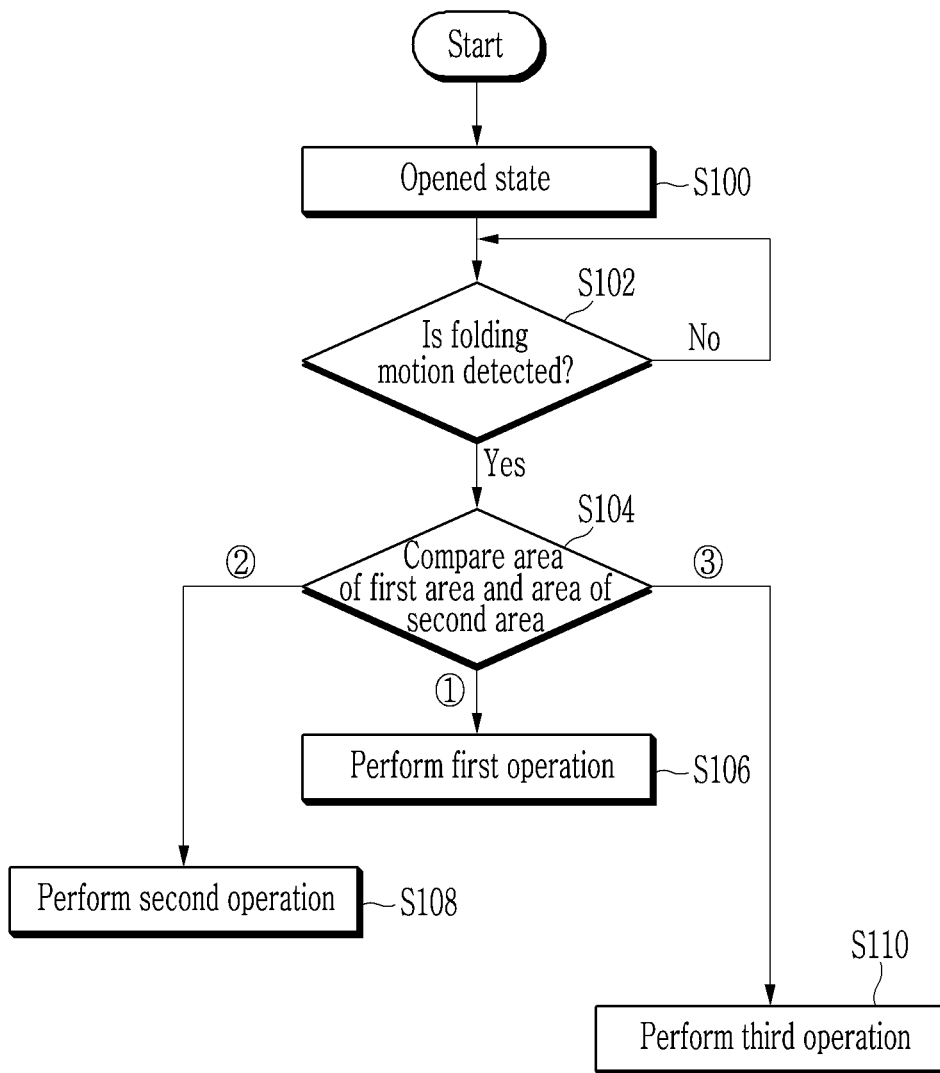 Start
Opened state
S100
S102
Is folding
motion detected?
No
Yes
S104
Compare area
of first area and area of
second area
②
③
①
Perform first operation
S106
Perform second operation
S108
S110
Perform third operation